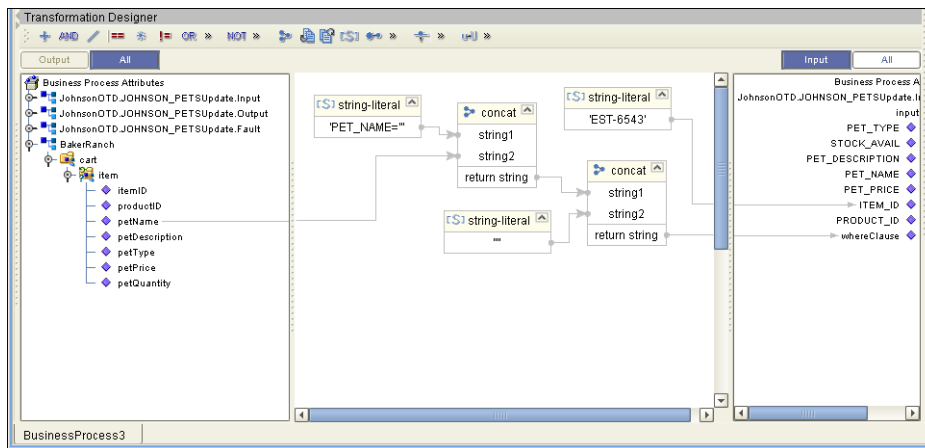 Transformation Designer
AND == != OR » NOT » [S] » » »
Output All Input All
Business Process Attributes
JohnsonOTD.JOHNSON_PETSUpdate.Input
JohnsonOTD.JOHNSON_PETSUpdate.Output
JohnsonOTD.JOHNSON_PETSUpdate.Fault
BakerRanch
cart
item
itemID
productID
petName
petDescription
petType
petPrice
petQuantity
[S] string-literal
'PET_NAME="'
concat
string1
string2
return string
[S] string-literal
'EST-6543'
concat
string1
string2
return string
[S] string-literal
Business Process A
JohnsonOTD.JOHNSON_PETSUpdate.I
input
PET_TYPE
STOCK_AVAIL
PET_DESCRIPTION
PET_NAME
PET_PRICE
ITEM_ID
PRODUCT_ID
whereClause
BusinessProcess3